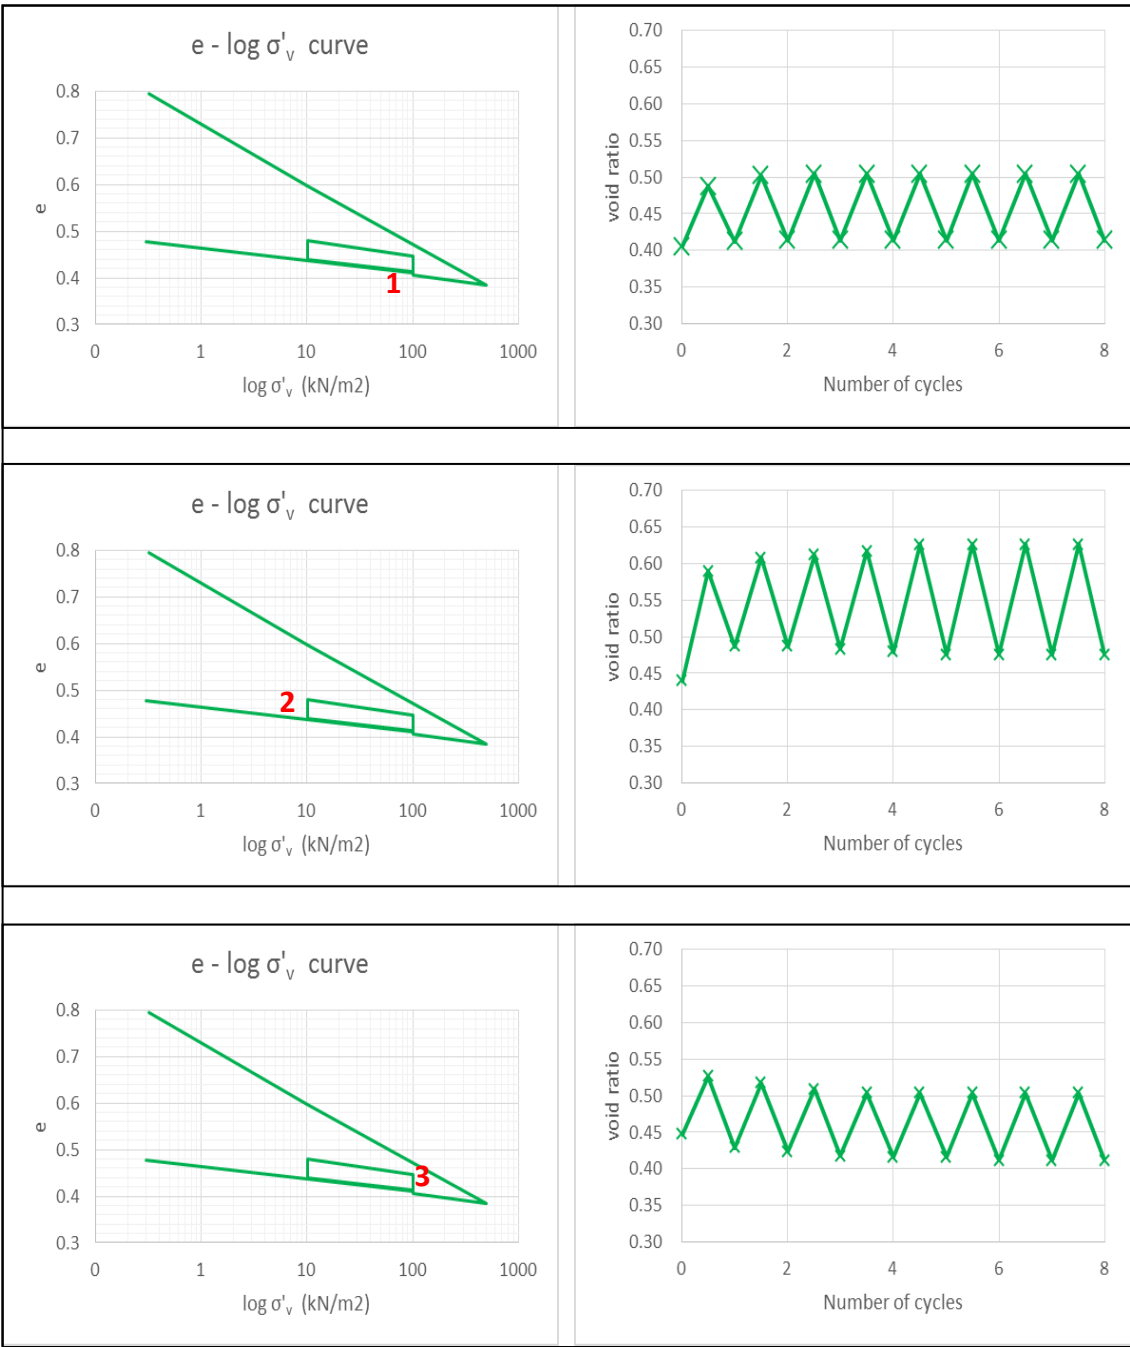 e - log σ'v curve
0.8
0.7
0.6
e
0.5
0.4
0.3
0 1 10 100 1000
log σ'v (kN/m2)
1
0.70
0.65
0.60
0.55
void ratio
0.50
0.45
0.40
0.35
0.30
0 2 4 6 8
Number of cycles
e - log σ'v curve
0.8
0.7
0.6
e
0.5
0.4
0.3
0 1 10 100 1000
log σ'v (kN/m2)
2
0.70
0.65
0.60
0.55
void ratio
0.50
0.45
0.40
0.35
0.30
0 2 4 6 8
Number of cycles
e - log σ'v curve
0.8
0.7
0.6
e
0.5
0.4
0.3
0 1 10 100 1000
log σ'v (kN/m2)
3
0.70
0.65
0.60
0.55
void ratio
0.50
0.45
0.40
0.35
0.30
0 2 4 6 8
Number of cycles